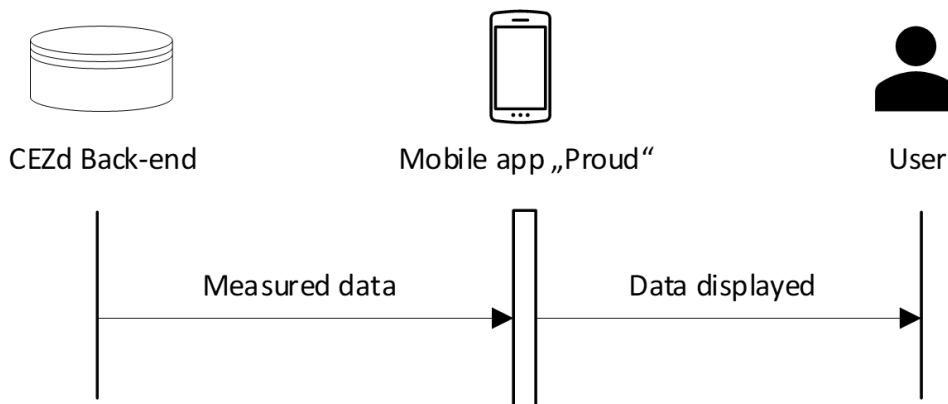 CEZd Back-end
Mobile app „Proud“
User
Measured data
Data displayed